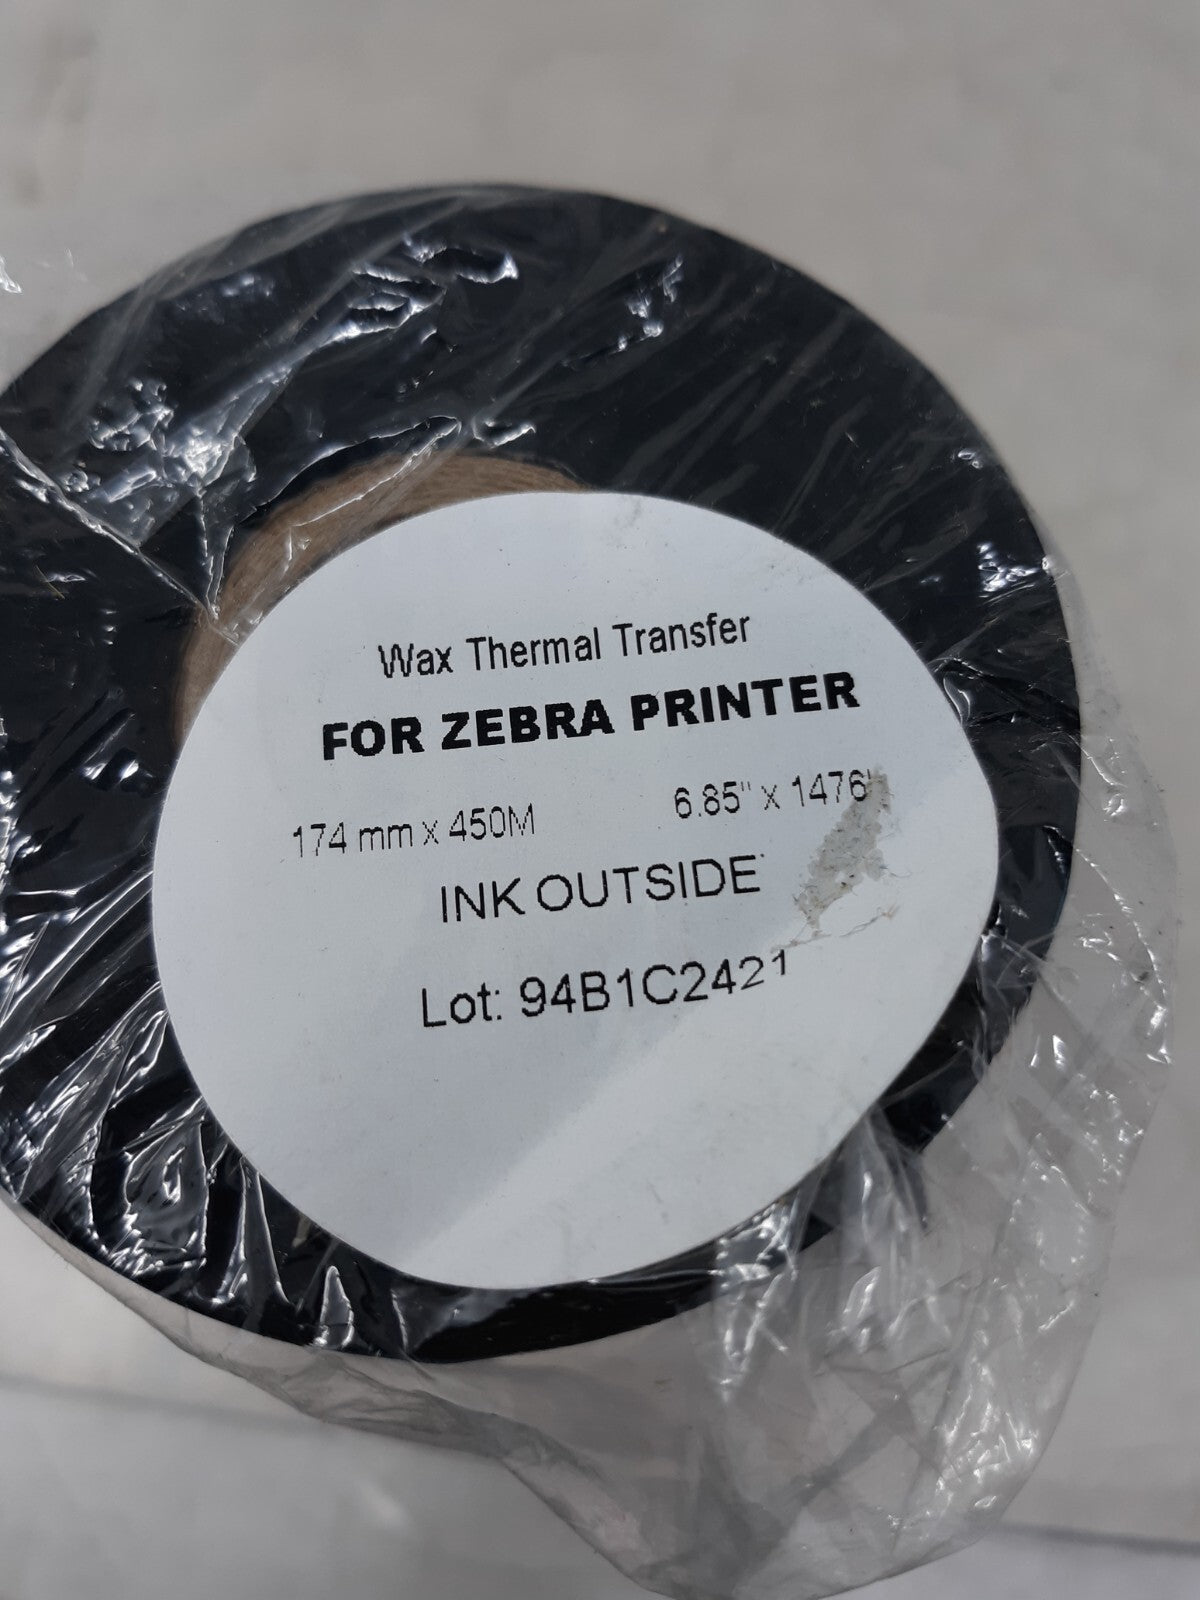 Wax Thermal Transfer
FOR ZEBRA PRINTER
174 mm x 450M 6.85" x 1476'
INK OUTSIDE
Lot: 94B1C2421